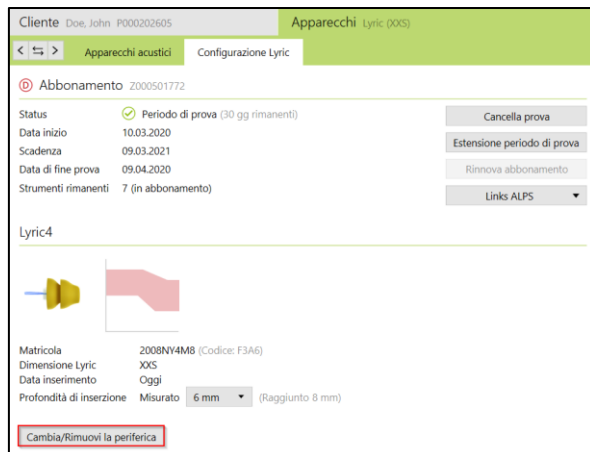 Cliente Doe, John P000202605 Apparecchi Lyric (XXS)
< ⇆ > Apparecchi acustici Configurazione Lyric
D Abbonamento Z000501772
Status Periodo di prova (30 gg rimanenti) Cancella prova
Data inizio 10.03.2020
Scadenza 09.03.2021 Estensione periodo di prova
Data di fine prova 09.04.2020 Rinnova abbonamento
Strumenti rimanenti 7 (in abbonamento) Links ALPS
Lyric4
Matricola 2008NY4M8 (Codice: F3A6)
Dimensione Lyric XXS
Data inserimento Oggi
Profondità di inserzione Misurato 6 mm (Raggiunto 8 mm)
Cambia/Rimuovi la periferica